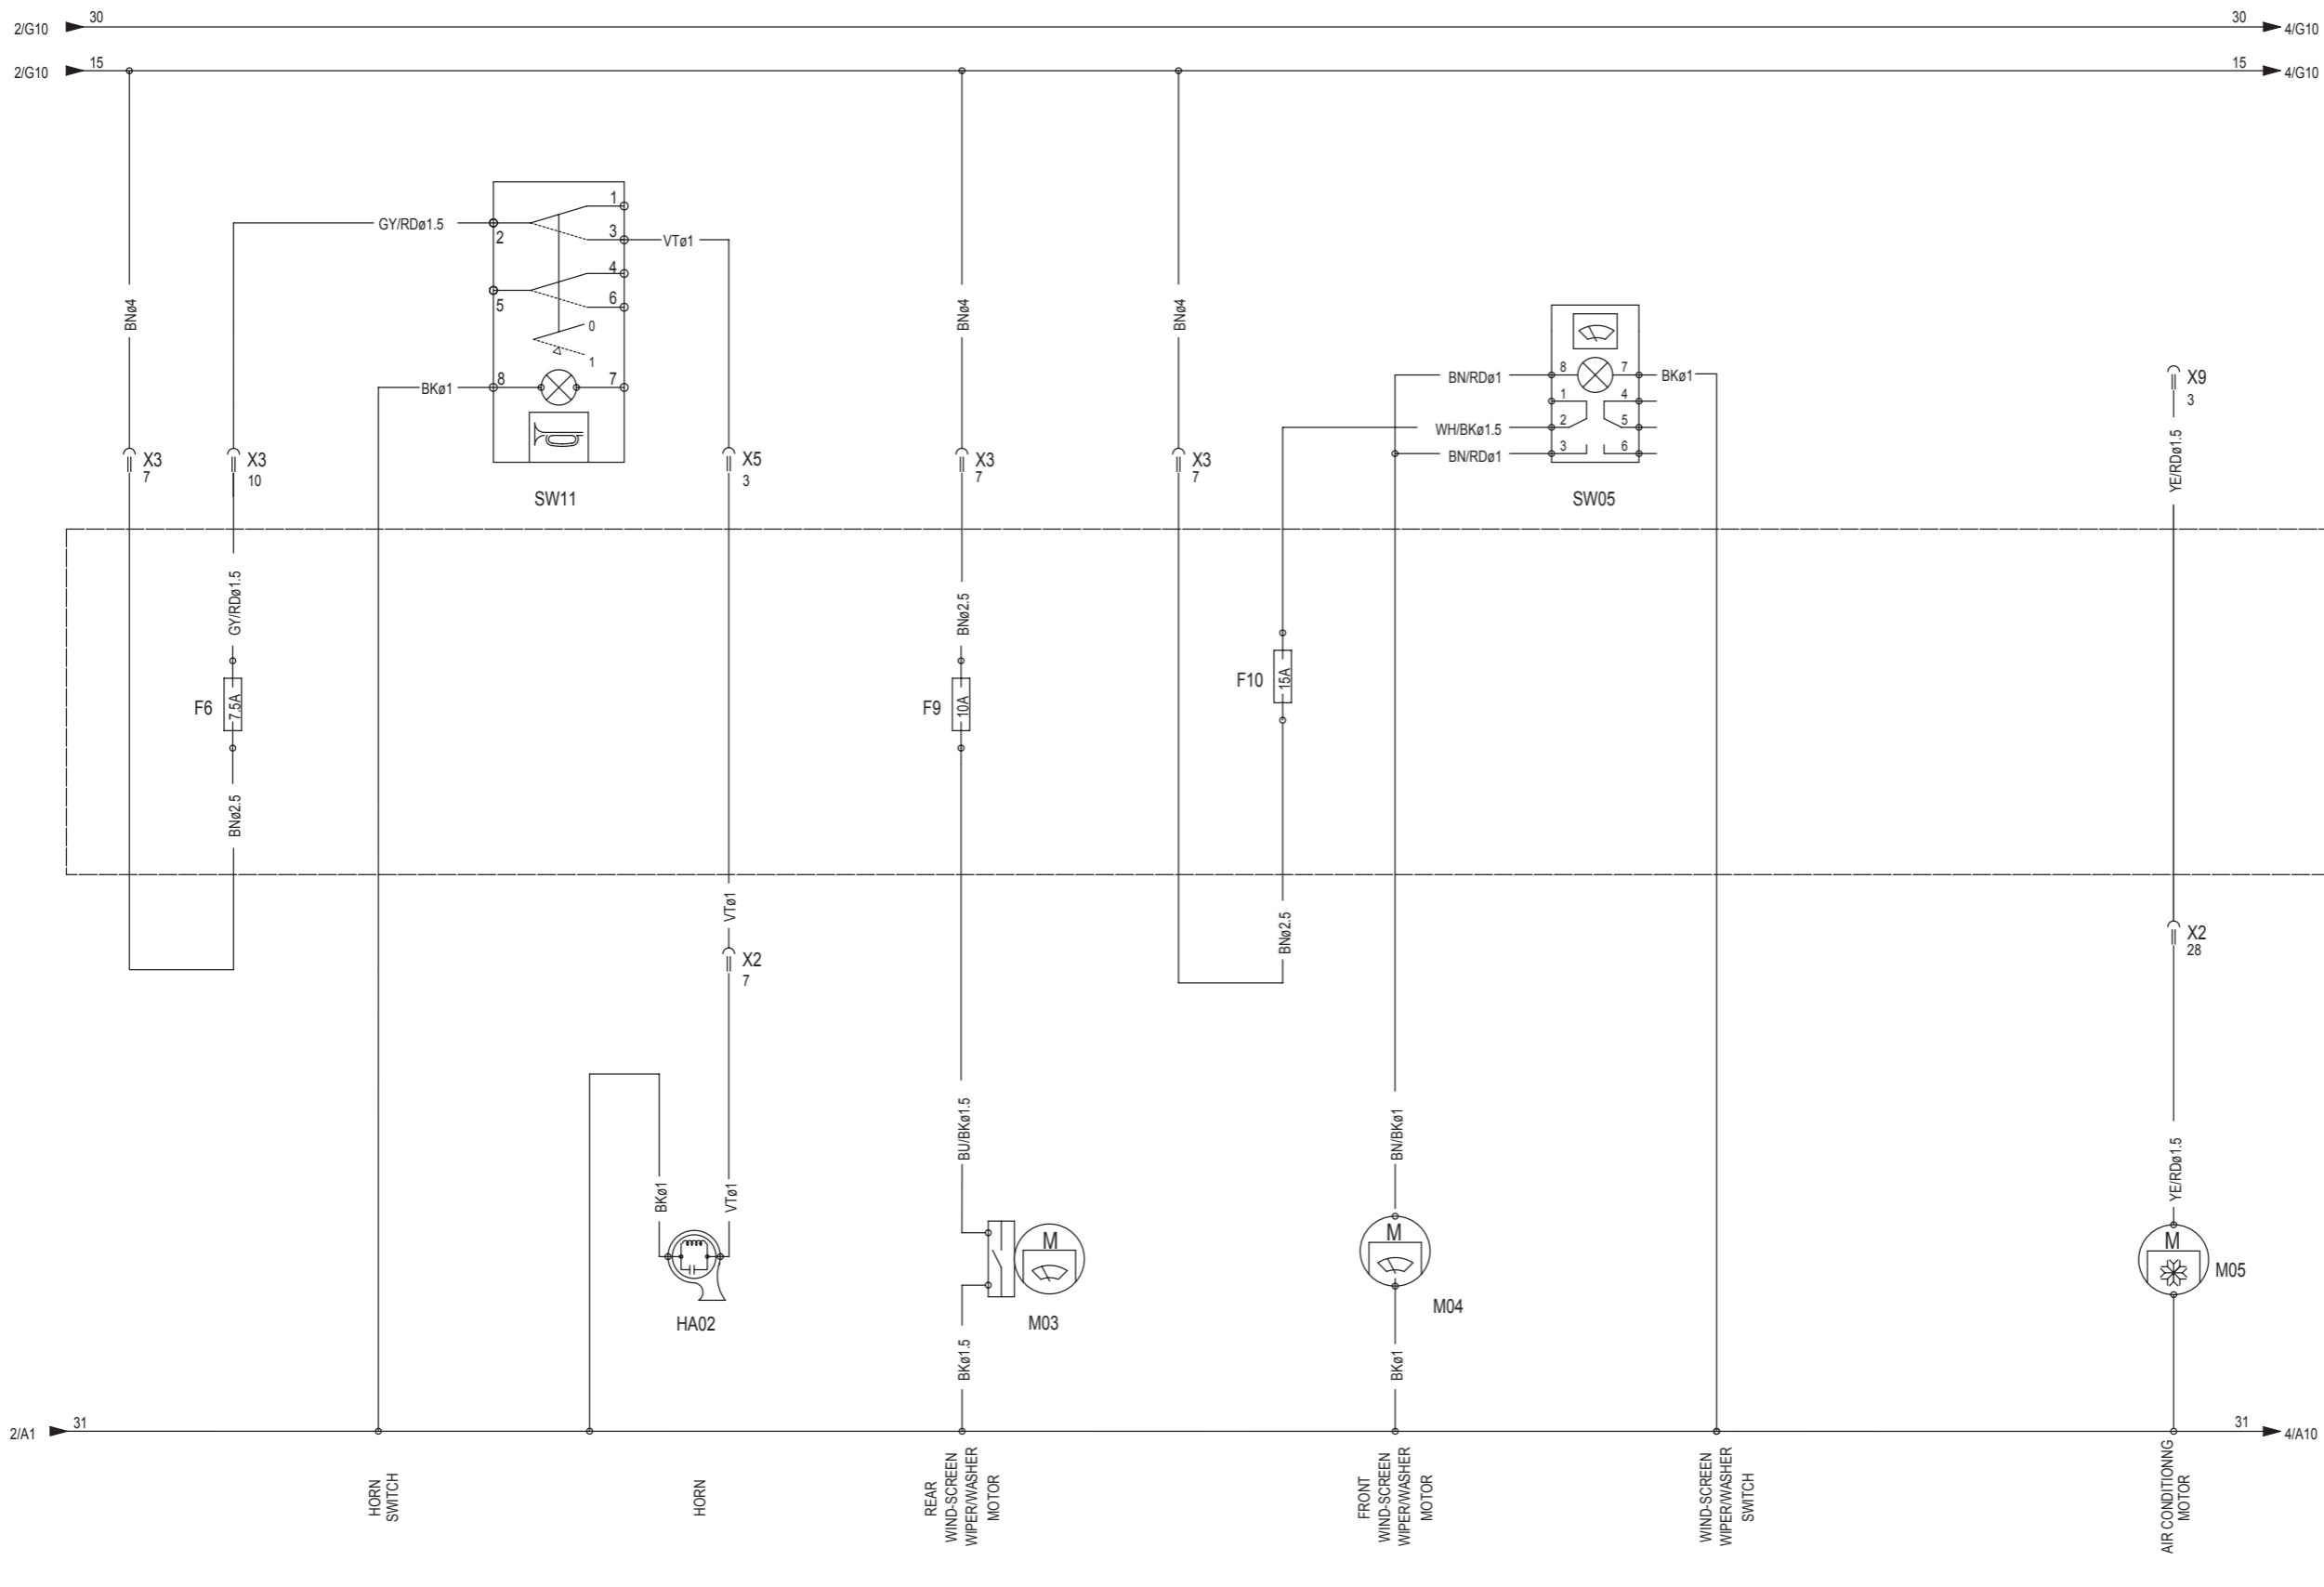 2/G10
30
30
4/G10
2/G10
15
15
4/G10
GY/RDø1.5
2
5
8
1
3
4
6
0
1
7
VTø1
BKø1
SW11
BNø4
X3
7
X3
10
X5
3
BNø4
X3
7
BNø4
X3
7
BN/RDø1
WH/BKø1.5
BN/RDø1
8
7
1
4
2
5
3
6
BKø1
SW05
X9
3
YE/RDø1.5
GY/RDø1.5
F6
7.5A
BNø2.5
BNø2.5
F9
10A
F10
15A
BNø2.5
VTø1
X2
7
X2
28
BKø1
VTø1
HA02
BU/BKø1.5
M
M03
BKø1.5
BN/BKø1
M
M04
BKø1
YE/RDø1.5
M
M05
2/A1
31
31
4/A10
HORN
SWITCH
HORN
REAR
WIND-SCREEN
WIPER/WASHER
MOTOR
FRONT
WIND-SCREEN
WIPER/WASHER
MOTOR
WIND-SCREEN
WIPER/WASHER
SWITCH
AIR CONDITIONNG
MOTOR